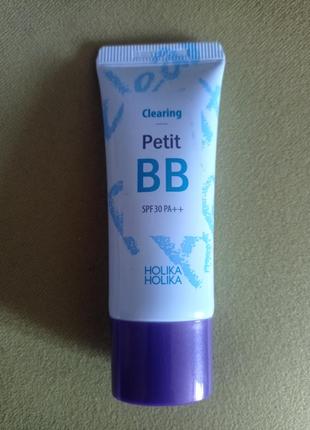 Clearing
Petit
BB
SPF30 PA++
HOLIKA
HOLIKA